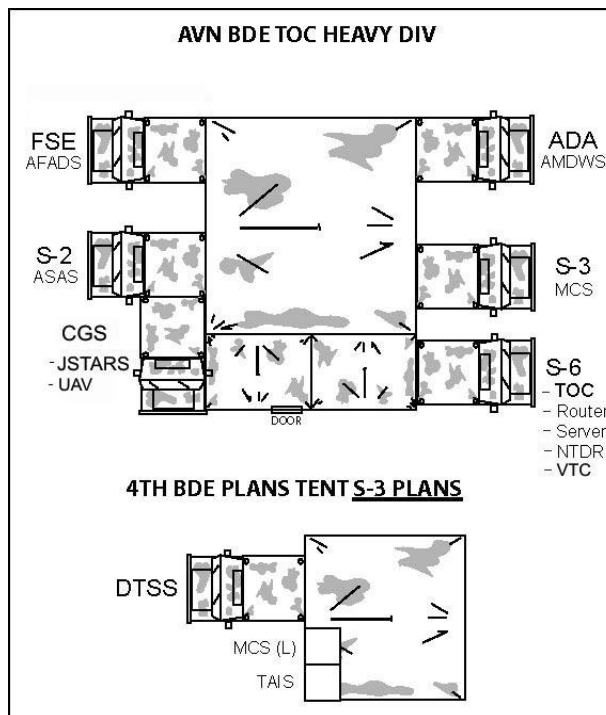 AVN BDE TOC HEAVY DIV
FSE
AFADS
ADA
AMDWS
S-2
ASAS
S-3
MCS
CGS
- JSTARS
- UAV
S-6
- TOC
- Router
- Server
- NTDR
- VTC
DOOR
4TH BDE PLANS TENT S-3 PLANS
DTSS
MCS (L)
TAIS